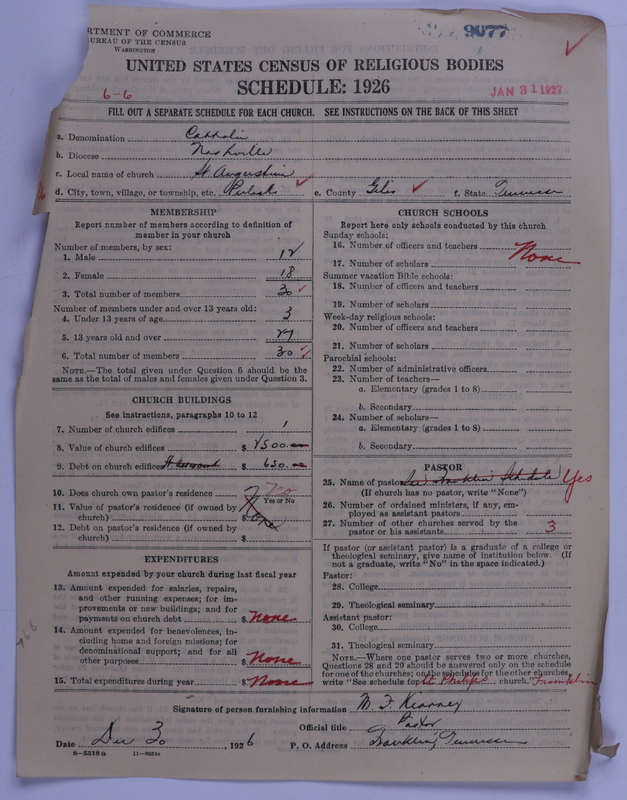 RTMENT OF COMMERCE
BUREAU OF THE CENSUS
WASHINGTON
9077
UNITED STATES CENSUS OF RELIGIOUS BODIES
SCHEDULE: 1926
6-6
JAN 31 1927
FILL OUT A SEPARATE SCHEDULE FOR EACH CHURCH. SEE INSTRUCTIONS ON THE BACK OF THIS SHEET
a. Denomination Catholic
b. Diocese Nashville
c. Local name of church St Augustine
d. City, town, village, or township, etc. Pulaski e. County Giles f. State Tennessee
MEMBERSHIP
Report number of members according to definition of
member in your church
Number of members, by sex:
1. Male 12
2. Female 18
3. Total number of members 30
Number of members under and over 13 years old:
4. Under 13 years of age 3
5. 13 years old and over 27
6. Total number of members 30
NOTE.—The total given under Question 6 should be the
same as the total of males and females given under Question 3.
CHURCH BUILDINGS
See instructions, paragraphs 10 to 12
7. Number of church edifices 1
8. Value of church edifices $ 1500.00
9. Debt on church edifices $ 650.00
10. Does church own pastor's residence No
Yes or No
11. Value of pastor's residence (if owned by
church) $
12. Debt on pastor's residence (if owned by
church) $
EXPENDITURES
Amount expended by your church during last fiscal year
13. Amount expended for salaries, repairs,
and other running expenses; for im-
provements or new buildings; and for
payments on church debt $ None
14. Amount expended for benevolences, in-
cluding home and foreign missions; for
denominational support; and for all
other purposes $ None
15. Total expenditures during year $ None
CHURCH SCHOOLS
Report here only schools conducted by this church
Sunday schools:
16. Number of officers and teachers
17. Number of scholars None
Summer vacation Bible schools:
18. Number of officers and teachers
19. Number of scholars
Week-day religious schools:
20. Number of officers and teachers
21. Number of scholars
Parochial schools:
22. Number of administrative officers
23. Number of teachers—
a. Elementary (grades 1 to 8)
b. Secondary
24. Number of scholars—
a. Elementary (grades 1 to 8)
b. Secondary
PASTOR
25. Name of pastor See Franklin Schedule Yes
(If church has no pastor, write "None")
26. Number of ordained ministers, if any, em-
ployed as assistant pastors
27. Number of other churches served by the
pastor or his assistants 3
If pastor (or assistant pastor) is a graduate of a college or
theological seminary, give name of institution below. (If
not a graduate, write "No" in the space indicated.)
Pastor:
28. College
29. Theological seminary
Assistant pastor:
30. College
31. Theological seminary
NOTE.—Where one pastor serves two or more churches,
Questions 28 and 29 should be answered only on the schedule
for one of the churches; on the schedules for the other churches
write "See schedule for St Philips church." Franklin
Signature of person furnishing information M. F. Kearney
Official title Pastor
Date Dec 30, 1926 P. O. Address Franklin, Tennessee
8—5518 a